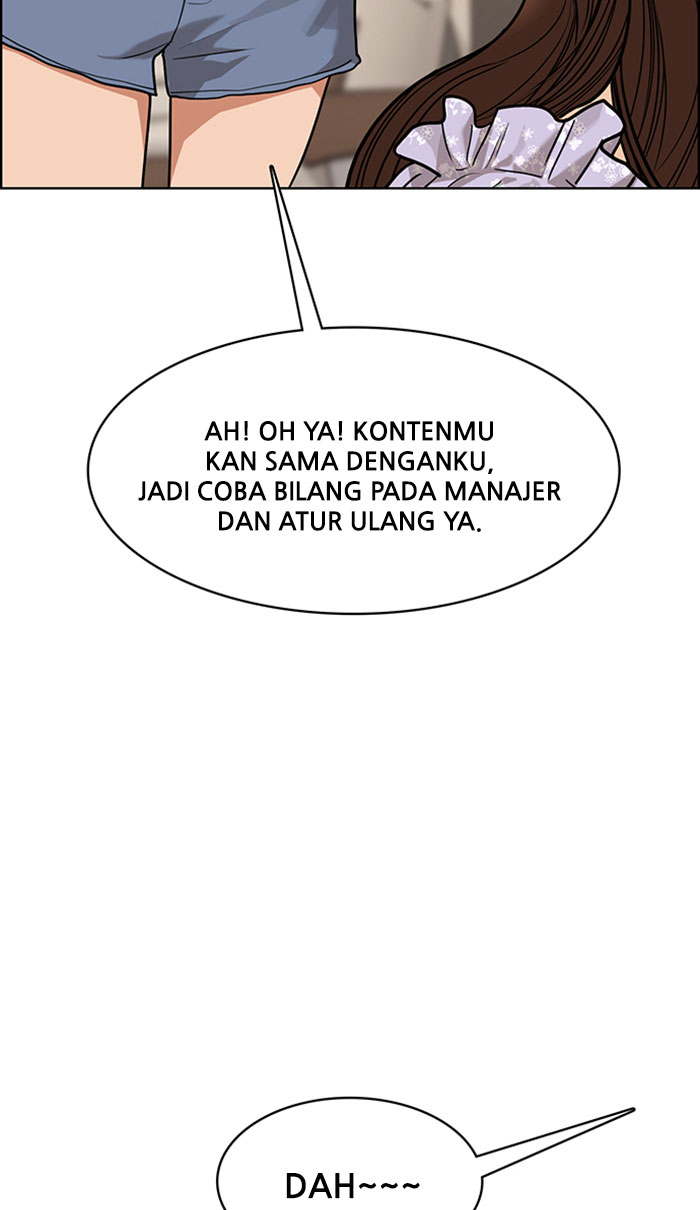 AH! OH YA! KONTENMU
KAN SAMA DENGANKU,
JADI COBA BILANG PADA MANAJER
DAN ATUR ULANG YA.
DAH~~~